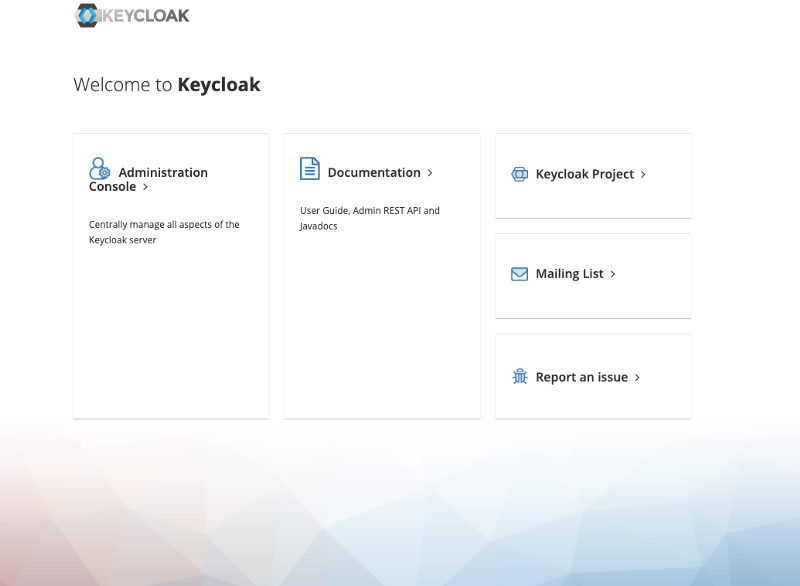 KEYCLOAK
Welcome to Keycloak
Administration
Console
Centrally manage all aspects of the
Keycloak server
Documentation
User Guide, Admin REST API and
Javadocs
Keycloak Project
Mailing List
Report an issue